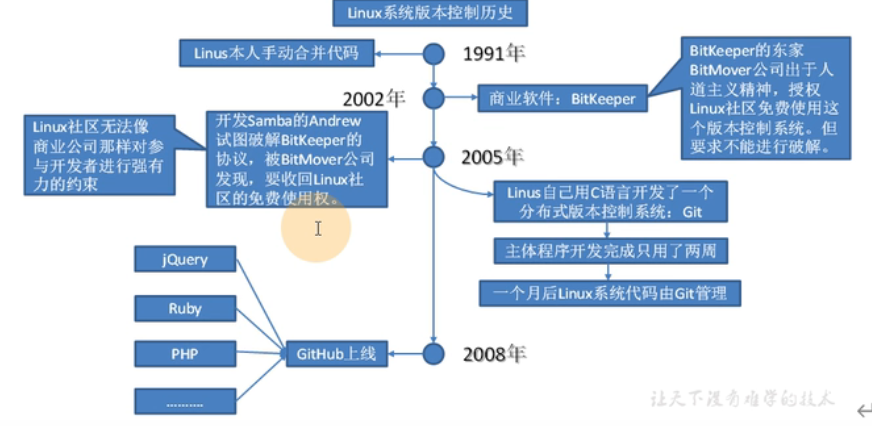 Linux系统版本控制历史
Linus本人手动合并代码
1991年
2002年
商业软件：BitKeeper
BitKeeper的东家
BitMover公司出于人
道主义精神，授权
Linux社区免费使用这
个版本控制系统。但
要求不能进行破解。
Linux社区无法像
商业公司那样对参
与开发者进行强有
力的约束
开发Samba的Andrew
试图破解BitKeeper的
协议，被BitMover公司
发现，要收回Linux社
区的免费使用权。
2005年
Linus自己用C语言开发了一个
分布式版本控制系统：Git
主体程序开发完成只用了两周
一个月后Linux系统代码由Git管理
jQuery
Ruby
PHP
..........
GitHub上线
2008年
让天下没有难学的技术